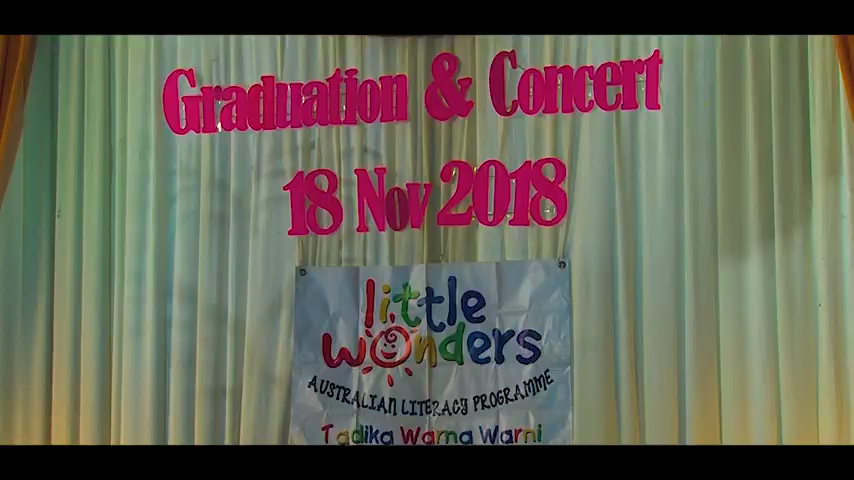 Graduation & Concert
18 Nov 2018
little
wonders
AUSTRALIAN LITERACY PROGRAMME
Tadika Warna Warni